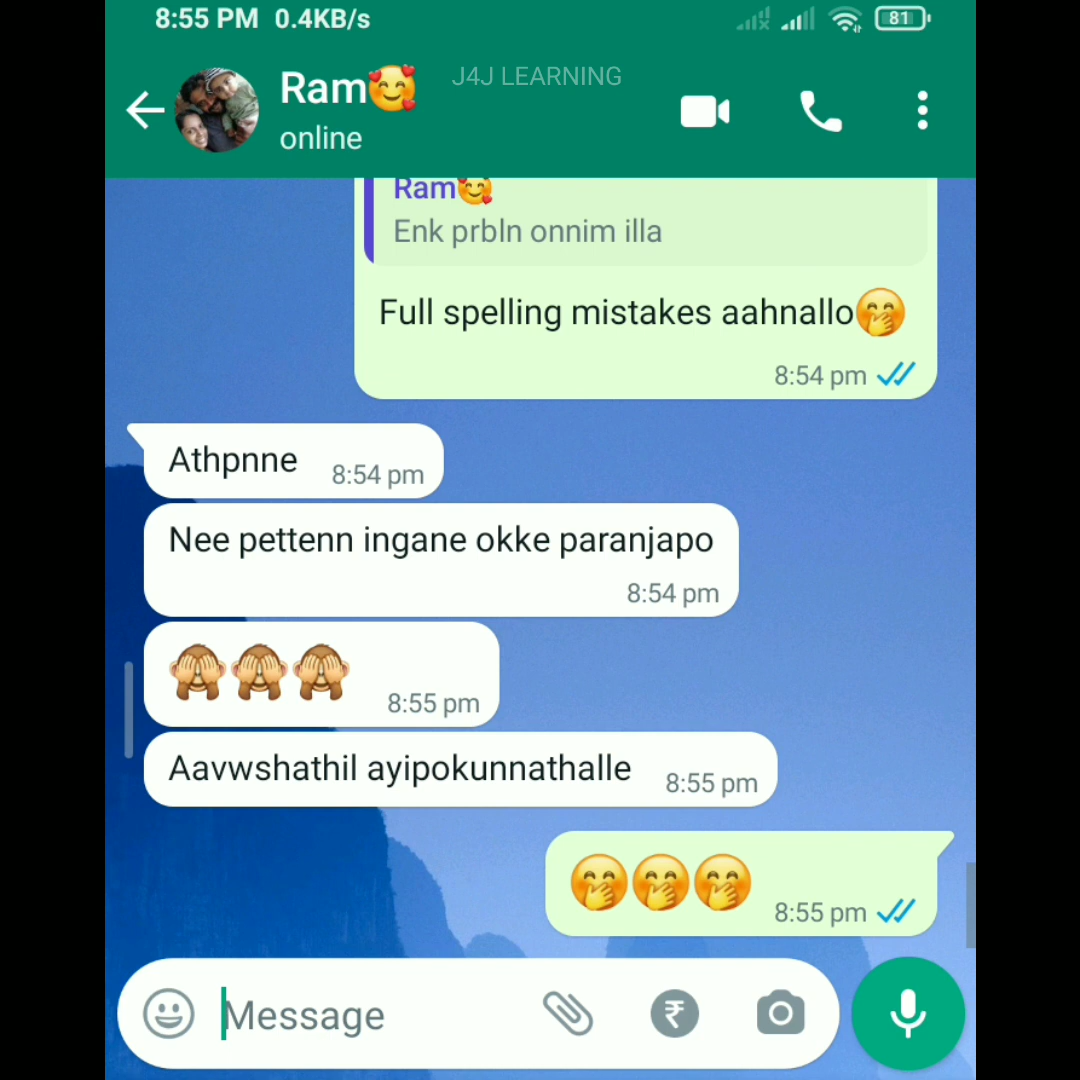 8:55 PM 0.4KB/s 81
Ram🥰 J4J LEARNING
online
Ram🥰
Enk prbln onnim illa
Full spelling mistakes aahnallo🤭
8:54 pm
Athpnne 8:54 pm
Nee pettenn ingane okke paranjapo
8:54 pm
🙈🙈🙈 8:55 pm
Aavwshathil ayipokunnathalle 8:55 pm
🤭🤭🤭 8:55 pm
Message